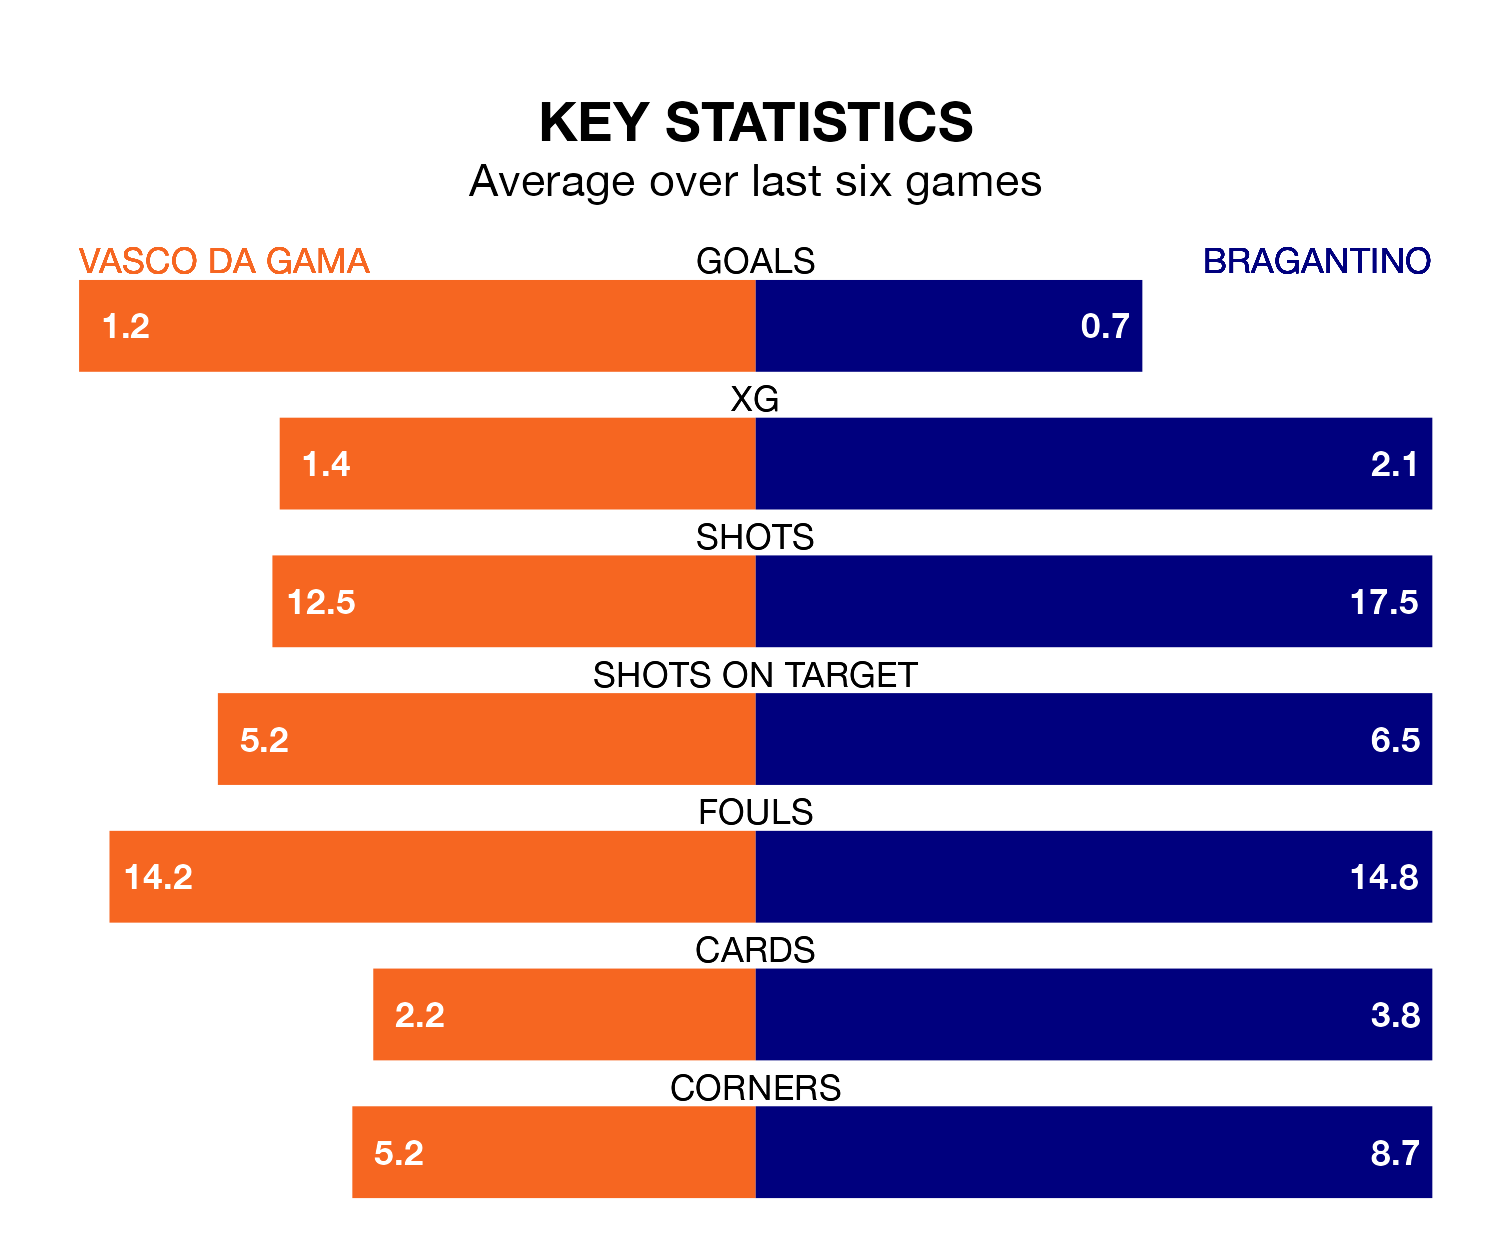 KEY STATISTICS
Average over last six games
VASCO DA GAMA GOALS BRAGANTINO
1.2 0.7
XG
1.4 2.1
SHOTS
12.5 17.5
SHOTS ON TARGET
5.2 6.5
FOULS
14.2 14.8
CARDS
2.2 3.8
CORNERS
5.2 8.7